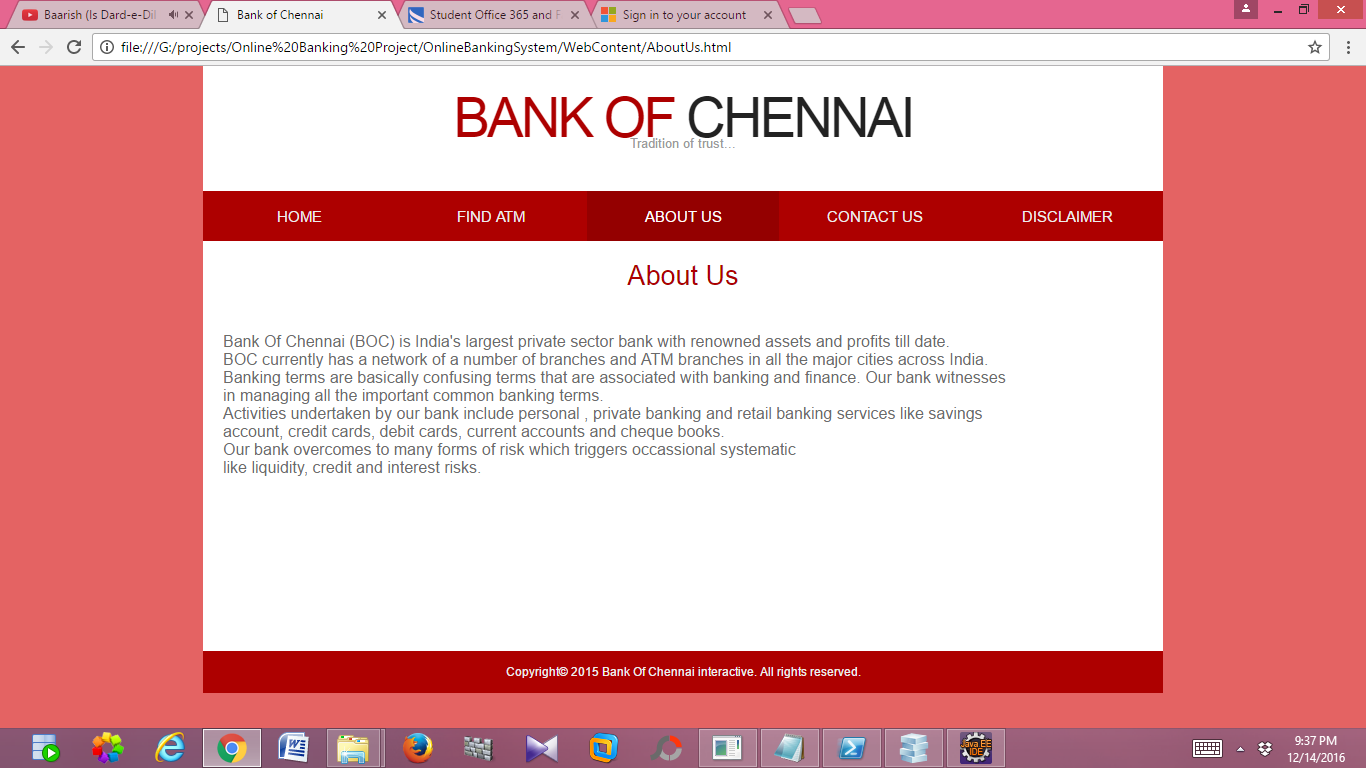 Baarish (Is Dard-e-Dil
Bank of Chennai
Student Office 365 and F
Sign in to your account
file:///G:/projects/Online%20Banking%20Project/OnlineBankingSystem/WebContent/AboutUs.html
BANK OF CHENNAI
Tradition of trust...
HOME
FIND ATM
ABOUT US
CONTACT US
DISCLAIMER
About Us
Bank Of Chennai (BOC) is India's largest private sector bank with renowned assets and profits till date.
BOC currently has a network of a number of branches and ATM branches in all the major cities across India.
Banking terms are basically confusing terms that are associated with banking and finance. Our bank witnesses
in managing all the important common banking terms.
Activities undertaken by our bank include personal , private banking and retail banking services like savings
account, credit cards, debit cards, current accounts and cheque books.
Our bank overcomes to many forms of risk which triggers occassional systematic
like liquidity, credit and interest risks.
Copyright© 2015 Bank Of Chennai interactive. All rights reserved.
Java EE
IDE
9:37 PM
12/14/2016